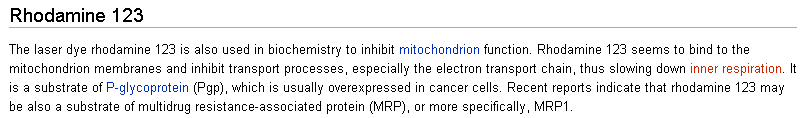 Rhodamine 123
The laser dye rhodamine 123 is also used in biochemistry to inhibit mitochondrion function. Rhodamine 123 seems to bind to the
mitochondrion membranes and inhibit transport processes, especially the electron transport chain, thus slowing down inner respiration. It
is a substrate of P-glycoprotein (Pgp), which is usually overexpressed in cancer cells. Recent reports indicate that rhodamine 123 may
be also a substrate of multidrug resistance-associated protein (MRP), or more specifically, MRP1.